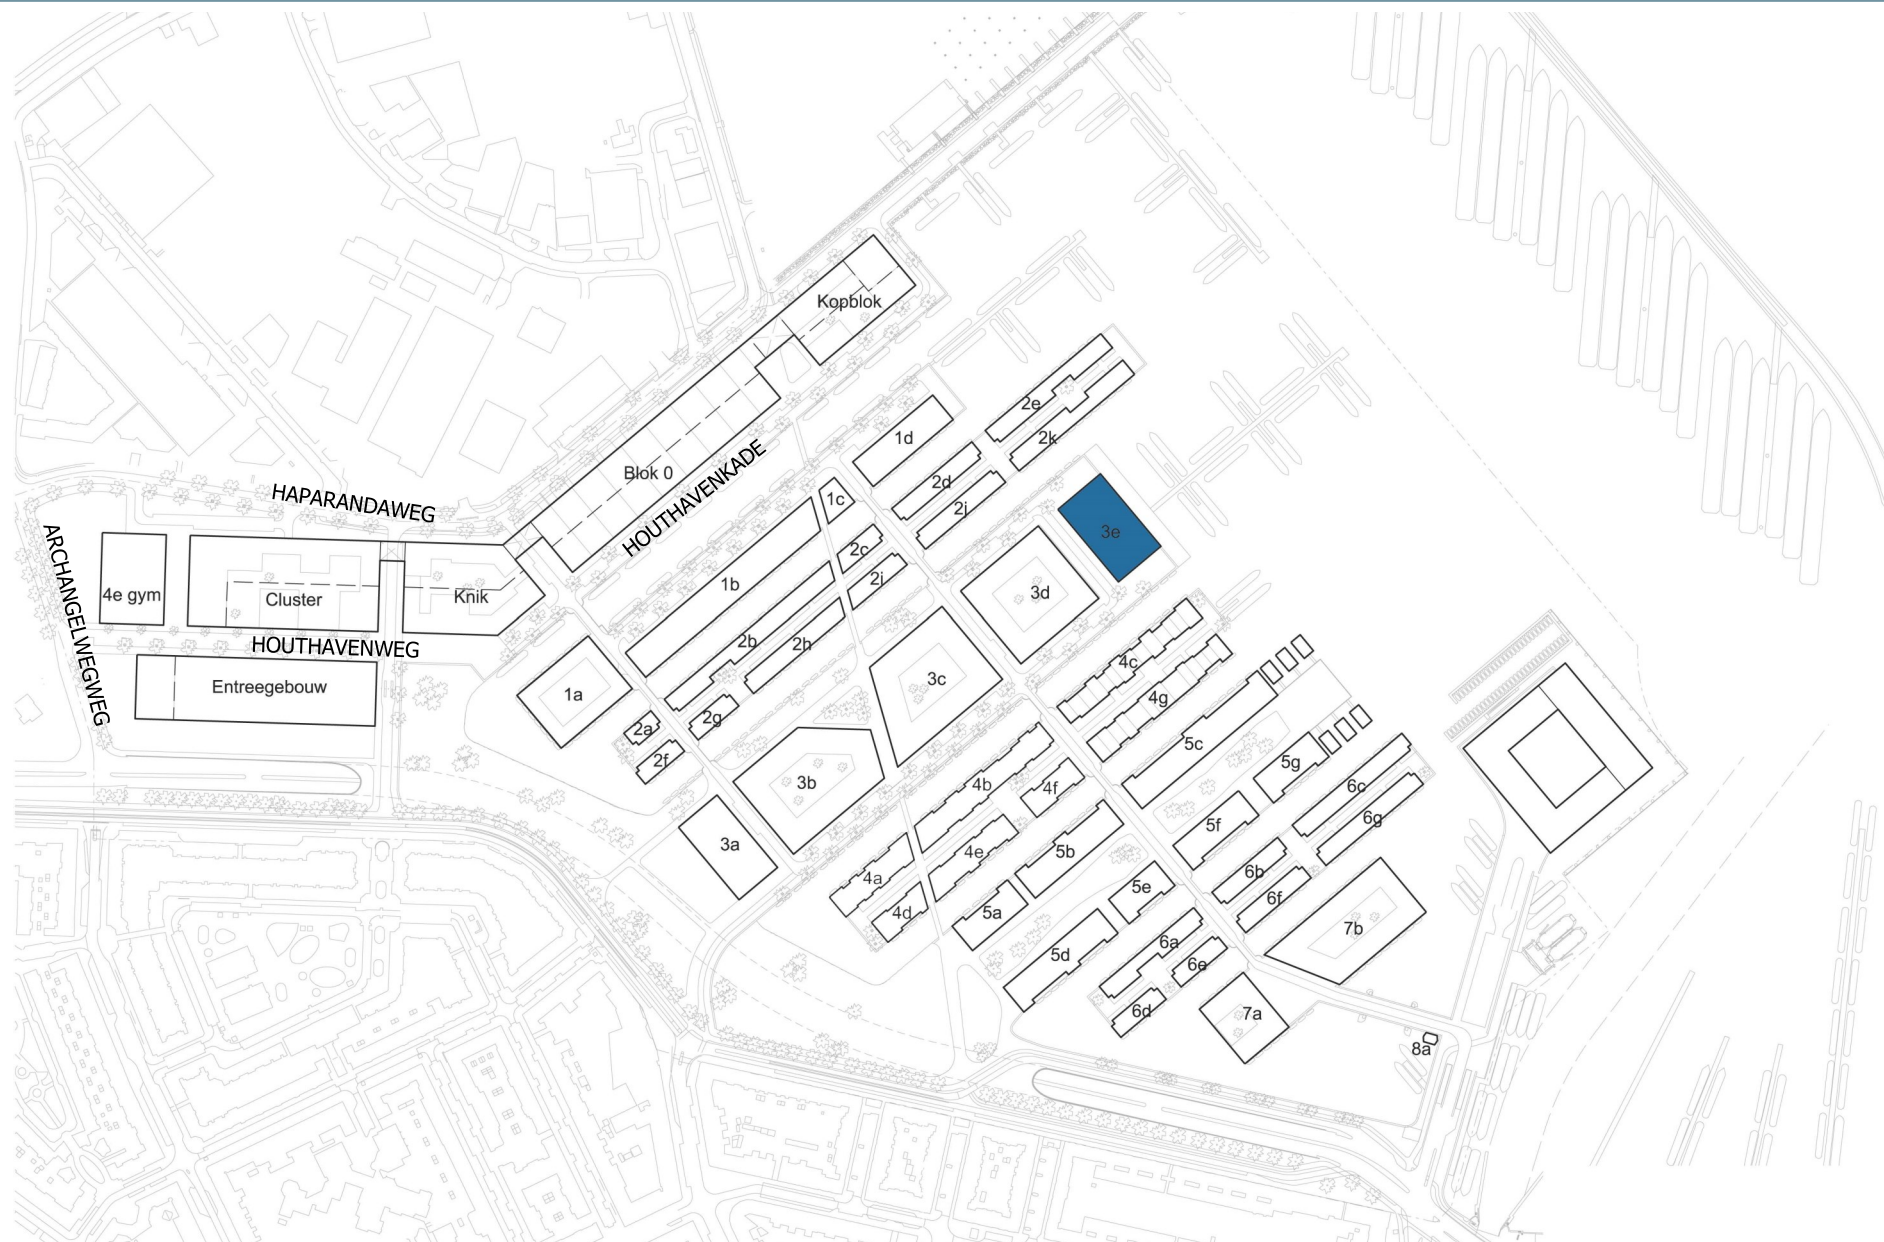 Kopblok
Blok 0
HOUTHAVENKADE
HAPARANDAWEG
ARCHANGELWEGWEG
4e gym
Cluster
Knik
HOUTHAVENWEG
Entreegebouw
1a
1b
1c
1d
2a
2b
2c
2d
2e
2f
2g
2h
2i
2j
2k
3a
3b
3c
3d
3e
4a
4b
4c
4d
4e
4f
4g
5a
5b
5c
5d
5e
5f
5g
6a
6b
6c
6d
6e
6f
6g
7a
7b
8a